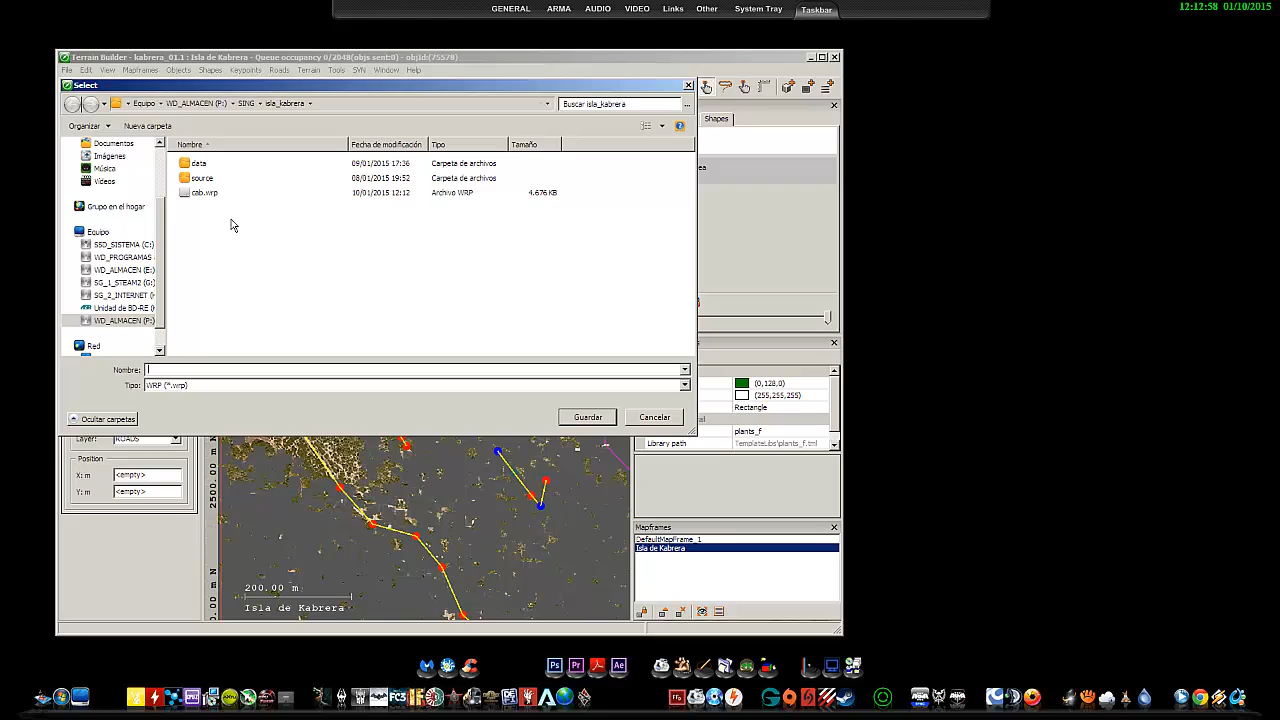 GENERAL ARMA AUDIO VIDEO Links Other System Tray Taskbar
12:12:58 01/10/2015
Terrain Builder - kabrera_01.1 : Isla de Kabrera - Queue occupancy 0/2048(objs sent:0) - objId:(75578)
File Edit View Mapframes Objects Shapes Keypoints Roads Terrain Tools SYN Window Help
Select
Equipo WD_ALMACEN (P:) SING isla_kabrera
Buscar isla_kabrera
Organizar Nueva carpeta
Shapes
Nombre Fecha de modificación Tipo Tamaño
data 09/01/2015 17:36 Carpeta de archivos
source 08/01/2015 19:52 Carpeta de archivos
cab.wrp 10/01/2015 12:12 Archivo WRP 4.676 KB
Documentos
Imágenes
Música
Vídeos
Grupo en el hogar
Equipo
SSD_SISTEMA (C:)
WD_PROGRAMAS
WD_ALMACEN (E:)
SG_1_STEAM2 (G:)
SG_2_INTERNET (
Unidad de BD-RE (
WD_ALMACEN (P:)
Red
Nombre:
Tipo: WRP (*.wrp)
Ocultar carpetas Guardar Cancelar
(0,128,0)
(255,255,255)
Rectangle
plants_f
Library path TemplateLibs\plants_f.tml
Layer: ROADS
Position
X: m <empty>
Y: m <empty>
2500.00 m
200.00 m
Isla de Kabrera
Mapframes
DefaultMapFrame_1
Isla de Kabrera
Ps Pr Ae